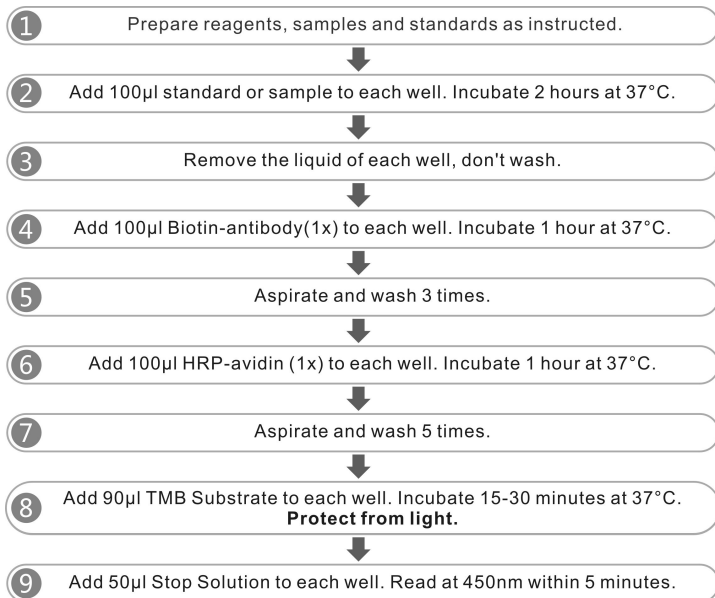 1 Prepare reagents, samples and standards as instructed.
2 Add 100µl standard or sample to each well. Incubate 2 hours at 37°C.
3 Remove the liquid of each well, don't wash.
4 Add 100µl Biotin-antibody(1x) to each well. Incubate 1 hour at 37°C.
5 Aspirate and wash 3 times.
6 Add 100µl HRP-avidin (1x) to each well. Incubate 1 hour at 37°C.
7 Aspirate and wash 5 times.
8 Add 90µl TMB Substrate to each well. Incubate 15-30 minutes at 37°C.
Protect from light.
9 Add 50µl Stop Solution to each well. Read at 450nm within 5 minutes.